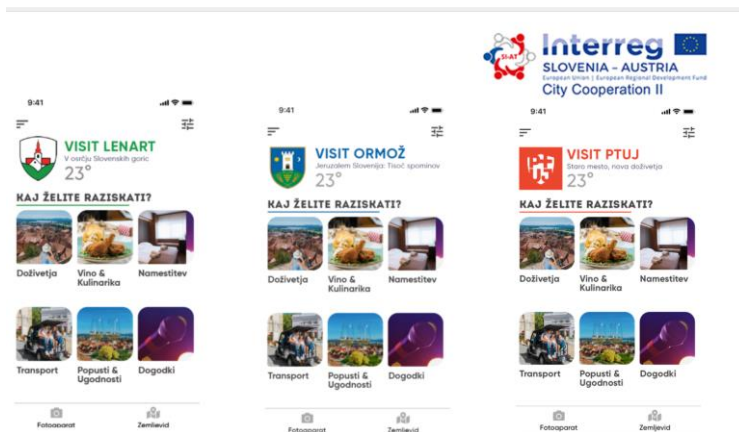 SI-AT
Interreg
SLOVENIA – AUSTRIA
European Union | European Regional Development Fund
City Cooperation II
9:41
VISIT LENART
V osrčju Slovenskih goric
23°
KAJ ŽELITE RAZISKATI?
Doživetja
Vino &
Kulinarika
Namestitev
Transport
Popusti &
Ugodnosti
Dogodki
Fotoaparat
Zemljevid
9:41
VISIT ORMOŽ
Jeruzalem Slovenija: Tisoč spominov
23°
KAJ ŽELITE RAZISKATI?
Doživetja
Vino &
Kulinarika
Namestitev
Transport
Popusti &
Ugodnosti
Dogodki
Fotoaparat
Zemljevid
9:41
VISIT PTUJ
Staro mesto, nova doživetja
23°
KAJ ŽELITE RAZISKATI?
Doživetja
Vino &
Kulinarika
Namestitev
Transport
Popusti &
Ugodnosti
Dogodki
Fotoaparat
Zemljevid